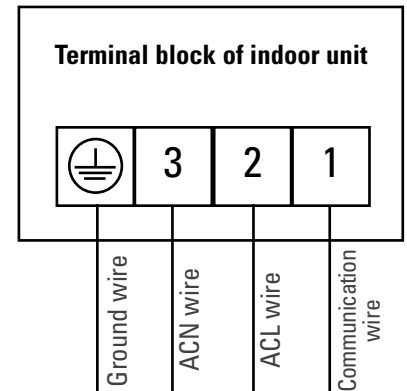 Terminal block of indoor unit
3 2 1
Ground wire
ACN wire
ACL wire
Communication
wire